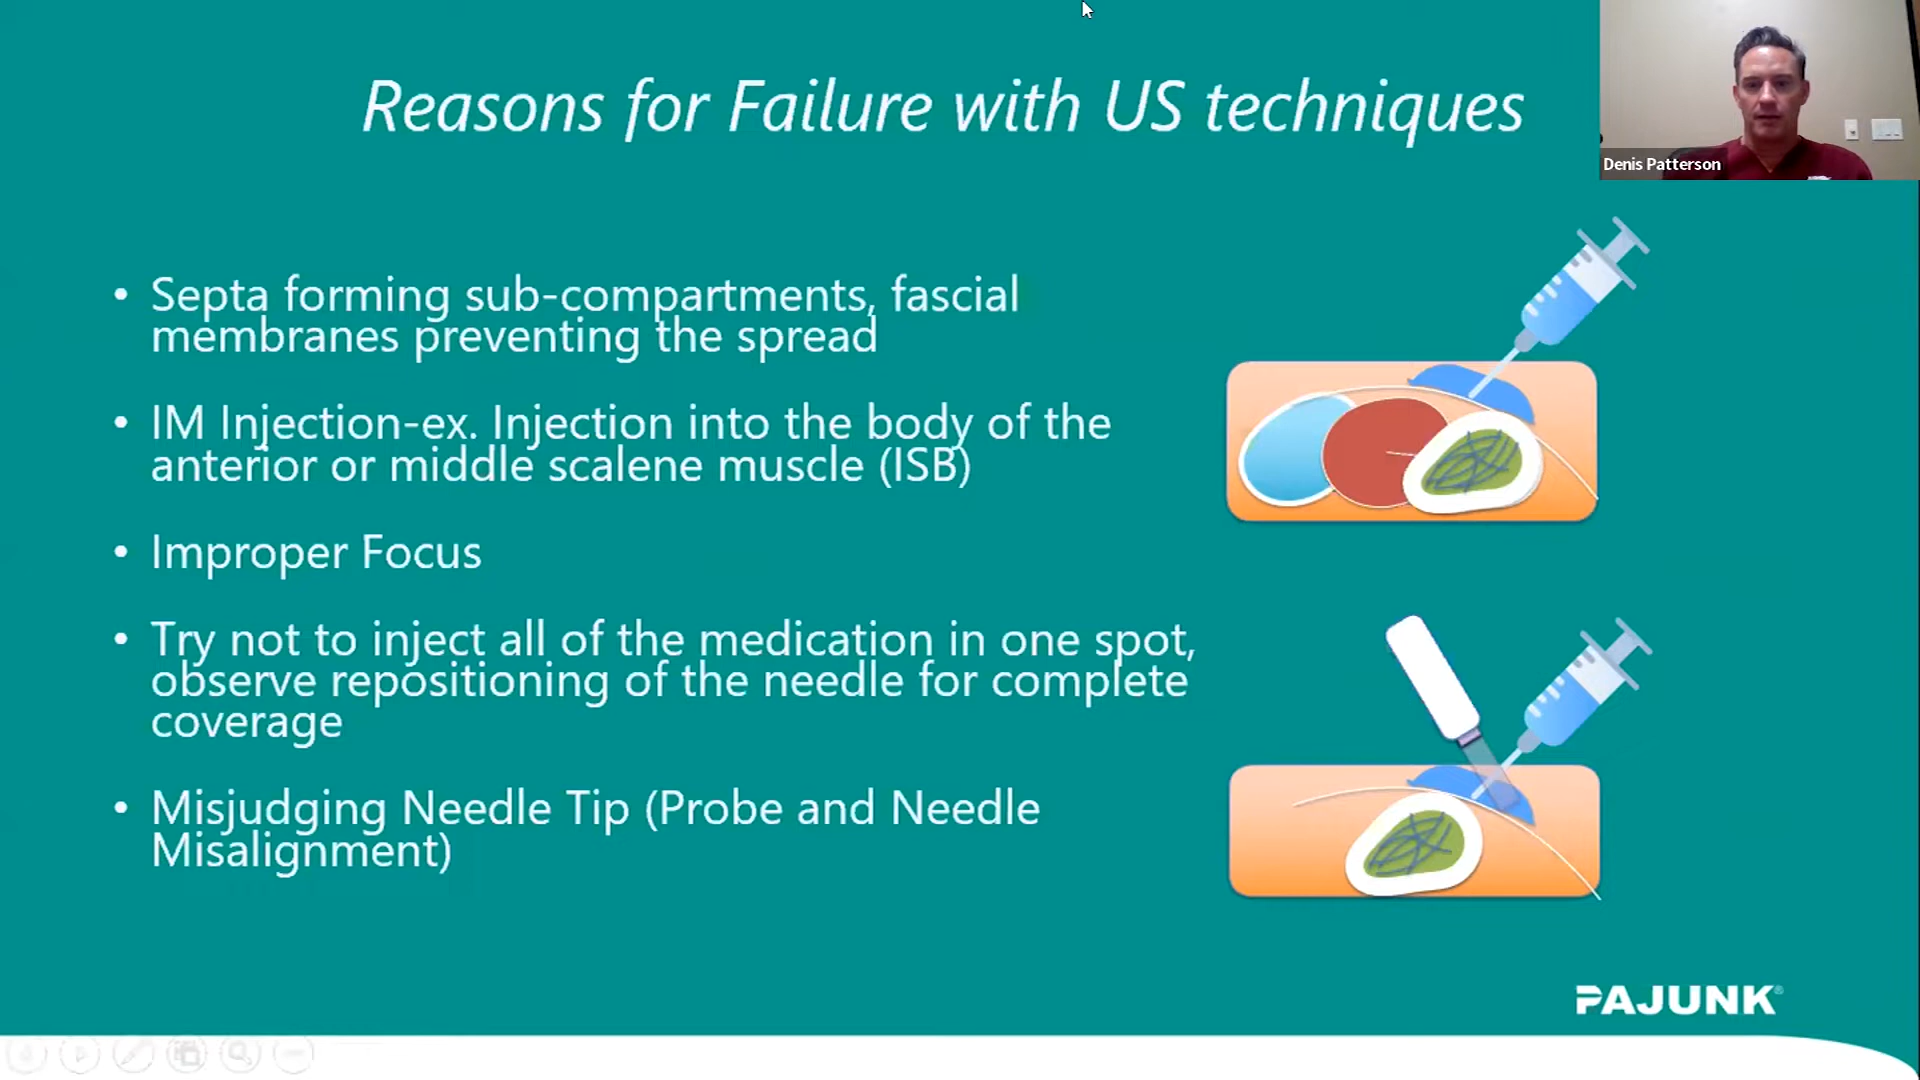 Reasons for Failure with US techniques
Denis Patterson
• Septa forming sub-compartments, fascial
membranes preventing the spread
• IM Injection-ex. Injection into the body of the
anterior or middle scalene muscle (ISB)
• Improper Focus
• Try not to inject all of the medication in one spot,
observe repositioning of the needle for complete
coverage
• Misjudging Needle Tip (Probe and Needle
Misalignment)
PAJUNK®